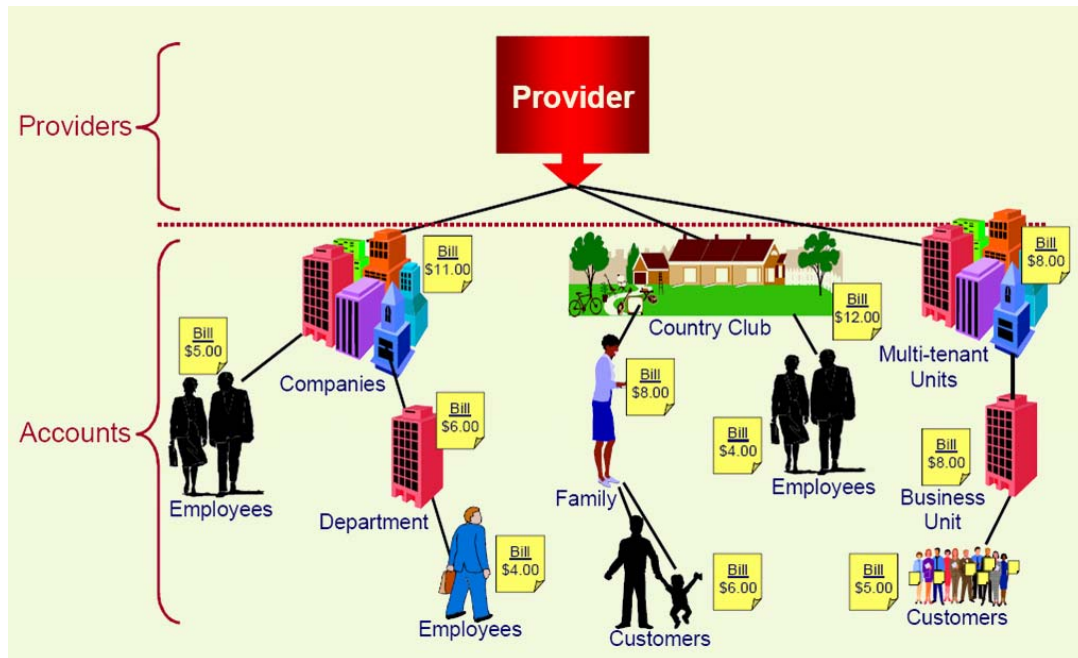 Provider
Providers
Bill
$11.00
Bill
$8.00
Bill
$12.00
Country Club
Bill
$5.00
Multi-tenant
Units
Companies
Bill
$8.00
Bill
$6.00
Accounts
Bill
$4.00
Bill
$8.00
Employees
Department
Family
Employees
Business
Unit
Bill
$4.00
Bill
$6.00
Bill
$5.00
Employees
Customers
Customers